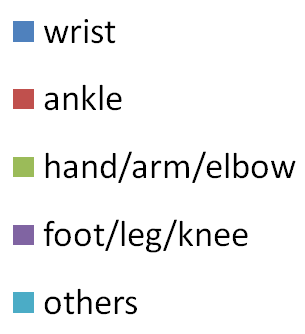 wrist
ankle
hand/arm/elbow
foot/leg/knee
others